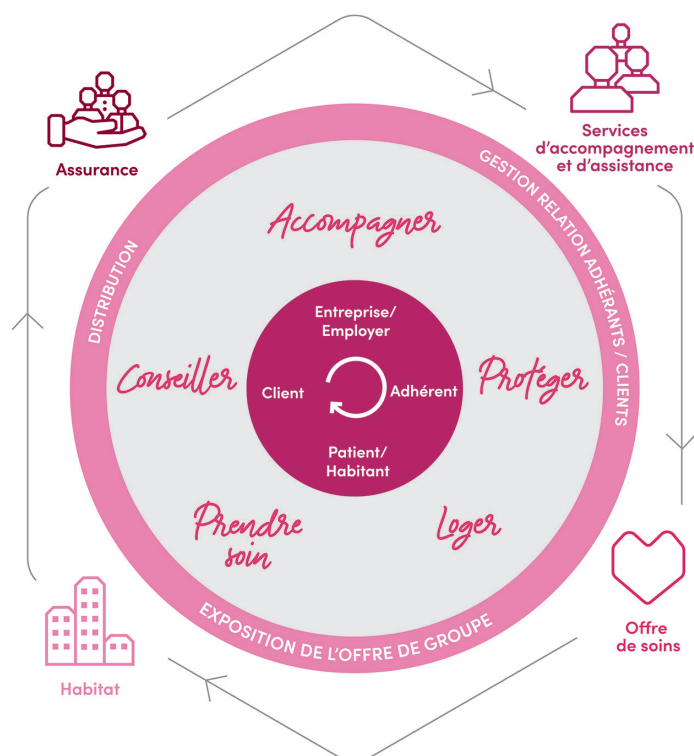 Assurance
Services
d'accompagnement
et d'assistance
DISTRIBUTION
GESTION RELATION ADHÉRANTS / CLIENTS
Accompagner
Entreprise/
Employer
Conseiller
Client
Adhérent
Protéger
Patient/
Habitant
Prendre
soin
Loger
EXPOSITION DE L'OFFRE DE GROUPE
Offre
de soins
Habitat